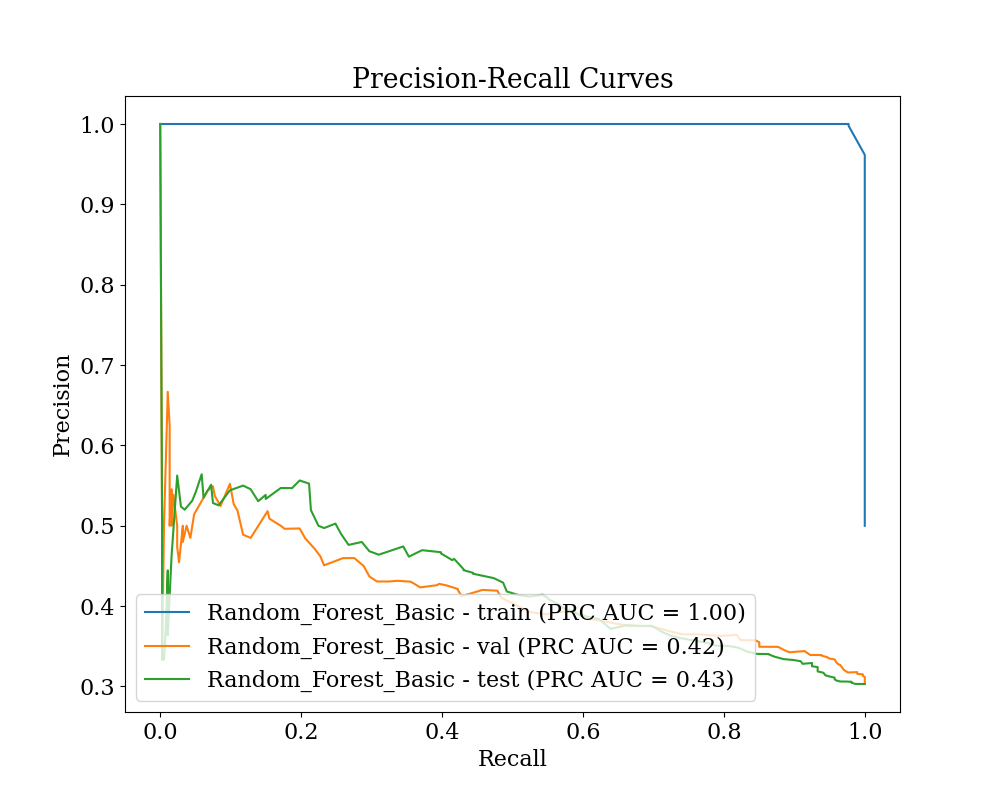 Precision-Recall Curves
Precision
1.0
0.9
0.8
0.7
0.6
0.5
0.4
0.3
Random_Forest_Basic - train (PRC AUC = 1.00)
Random_Forest_Basic - val (PRC AUC = 0.42)
Random_Forest_Basic - test (PRC AUC = 0.43)
0.0 0.2 0.4 0.6 0.8 1.0
Recall